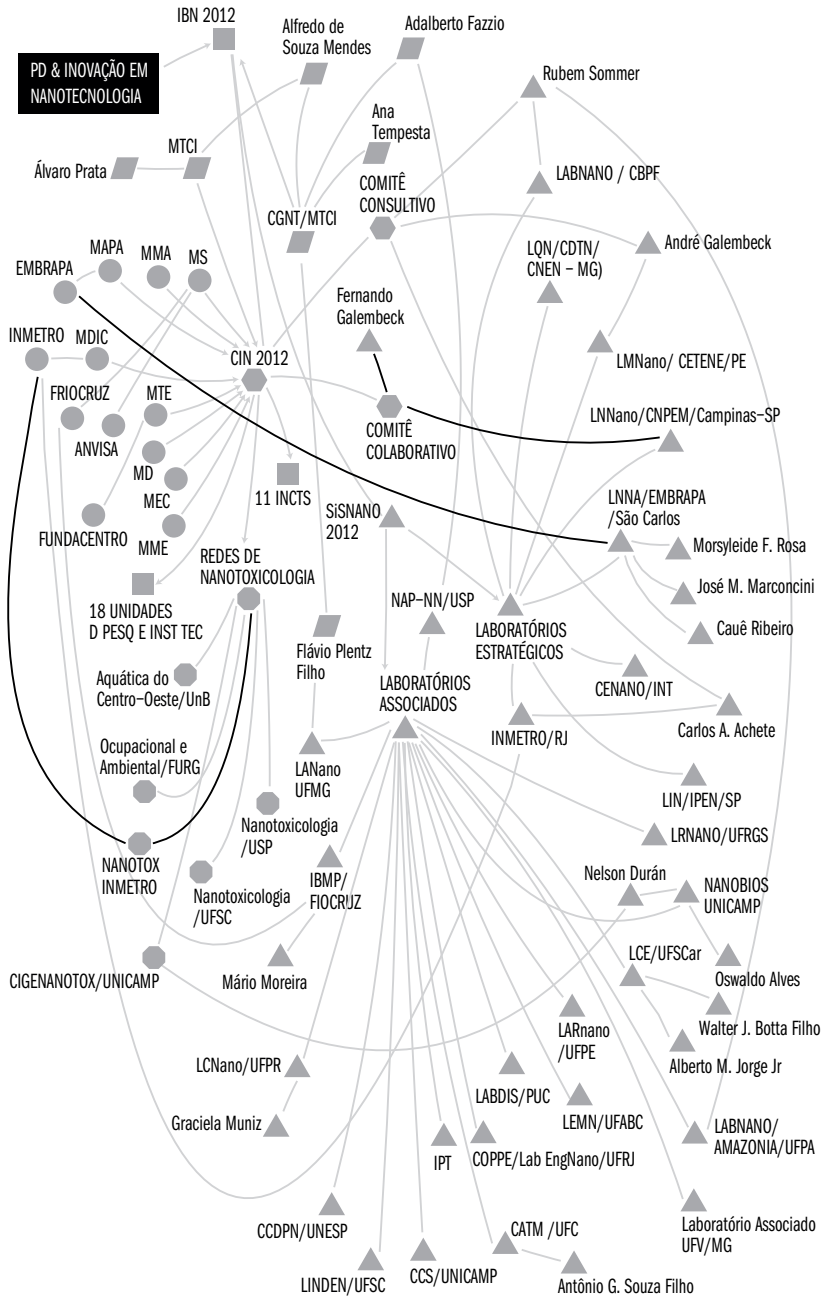 IBN 2012
Alfredo de
Souza Mendes
Adalberto Fazzio
PD & INOVAÇÃO EM
NANOTECNOLOGIA
Rubem Sommer
Ana
Tempesta
MTCI
Álvaro Prata
LABNANO / CBPF
COMITÊ
CONSULTIVO
CGNT/MTCI
André Galembeck
LQN/CDTN/
CNEN – MG)
MAPA
MMA
MS
EMBRAPA
Fernando
Galembeck
INMETRO
MDIC
CIN 2012
LMNano/ CETENE/PE
FRIOCRUZ
MTE
LNNano/CNPEM/Campinas–SP
COMITÊ
COLABORATIVO
ANVISA
MD
MEC
11 INCTS
LNNA/EMBRAPA
/São Carlos
SiSNANO
2012
FUNDACENTRO
MME
Morsyleide F. Rosa
REDES DE
NANOTOXICOLOGIA
José M. Marconcini
NAP–NN/USP
18 UNIDADES
D PESQ E INST TEC
LABORATÓRIOS
ESTRATÉGICOS
Cauê Ribeiro
Flávio Plentz
Filho
Aquática do
Centro–Oeste/UnB
LABORATÓRIOS
ASSOCIADOS
CENANO/INT
Carlos A. Achete
INMETRO/RJ
Ocupacional e
Ambiental/FURG
LANano
UFMG
LIN/IPEN/SP
Nanotoxicologia
/USP
LRNANO/UFRGS
NANOTOX
INMETRO
IBMP/
FIOCRUZ
Nelson Durán
NANOBIOS
UNICAMP
Nanotoxicologia
/UFSC
LCE/UFSCar
CIGENANOTOX/UNICAMP
Mário Moreira
Oswaldo Alves
LARnano
/UFPE
Walter J. Botta Filho
LCNano/UFPR
Alberto M. Jorge Jr
LABDIS/PUC
Graciela Muniz
LEMN/UFABC
LABNANO/
AMAZONIA/UFPA
IPT
COPPE/Lab EngNano/UFRJ
CCDPN/UNESP
CATM /UFC
Laboratório Associado
UFV/MG
LINDEN/UFSC
CCS/UNICAMP
Antônio G. Souza Filho